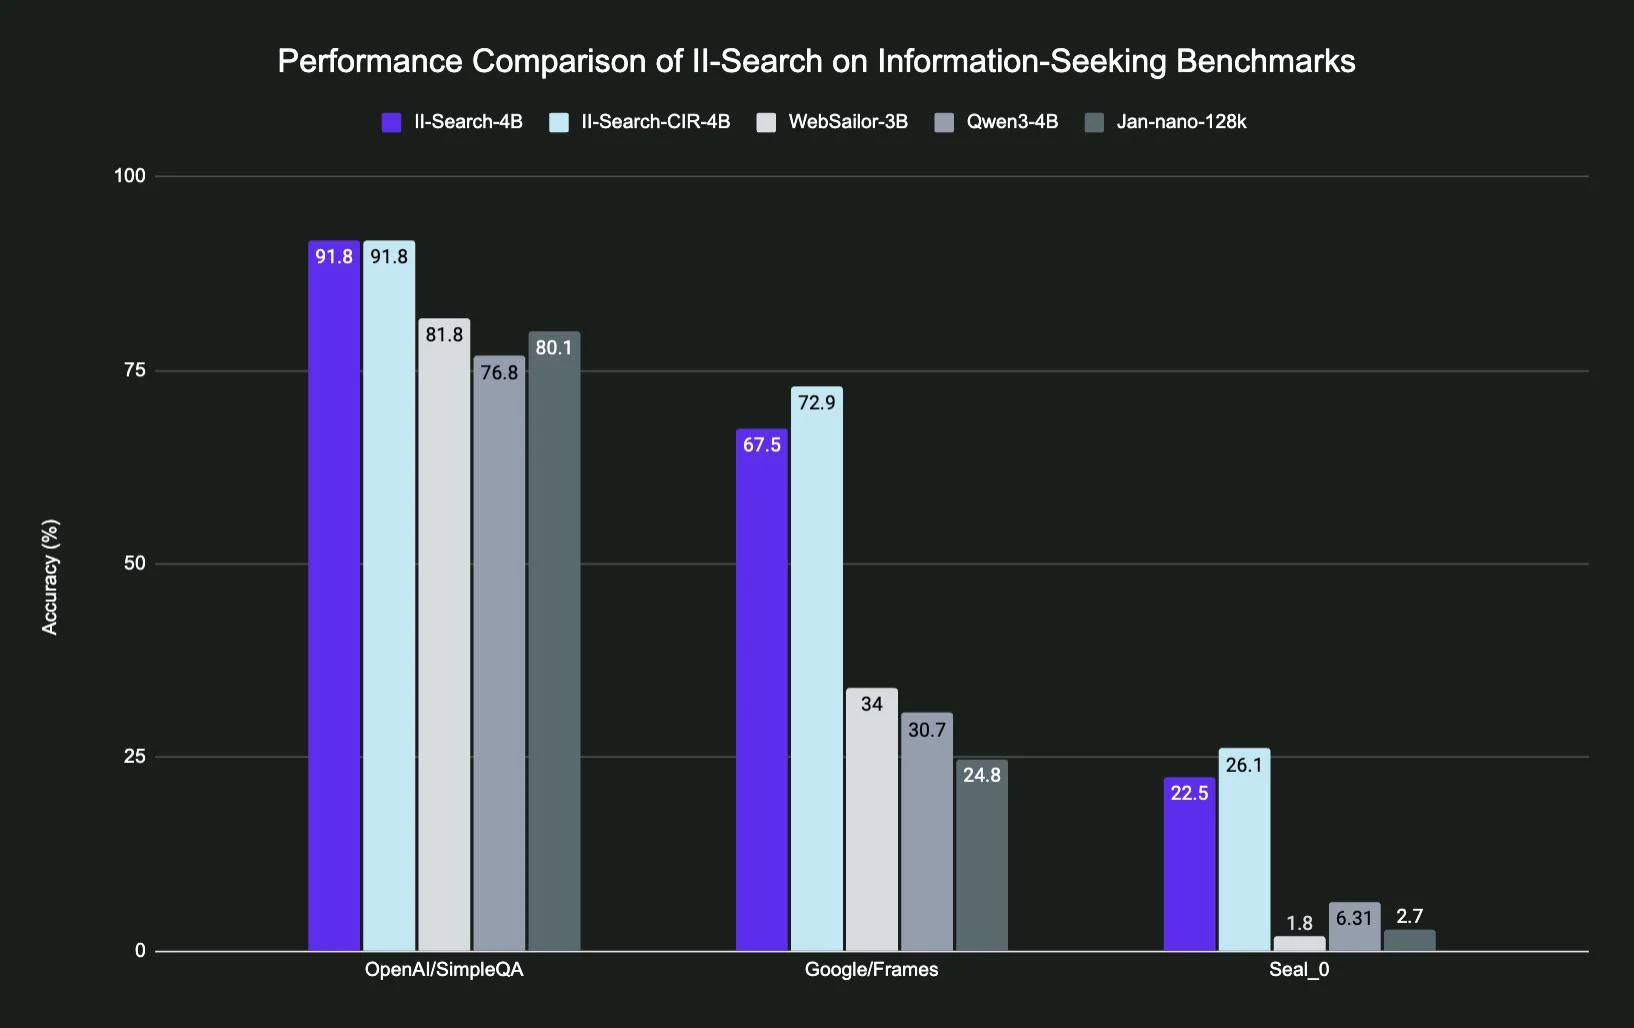 Performance Comparison of II-Search on Information-Seeking Benchmarks
II-Search-4B II-Search-CIR-4B WebSailor-3B Qwen3-4B Jan-nano-128k
Accuracy (%)
100
75
50
25
0
91.8 91.8 81.8 76.8 80.1
67.5 72.9 34 30.7 24.8
22.5 26.1 1.8 6.31 2.7
OpenAI/SimpleQA Google/Frames Seal_0